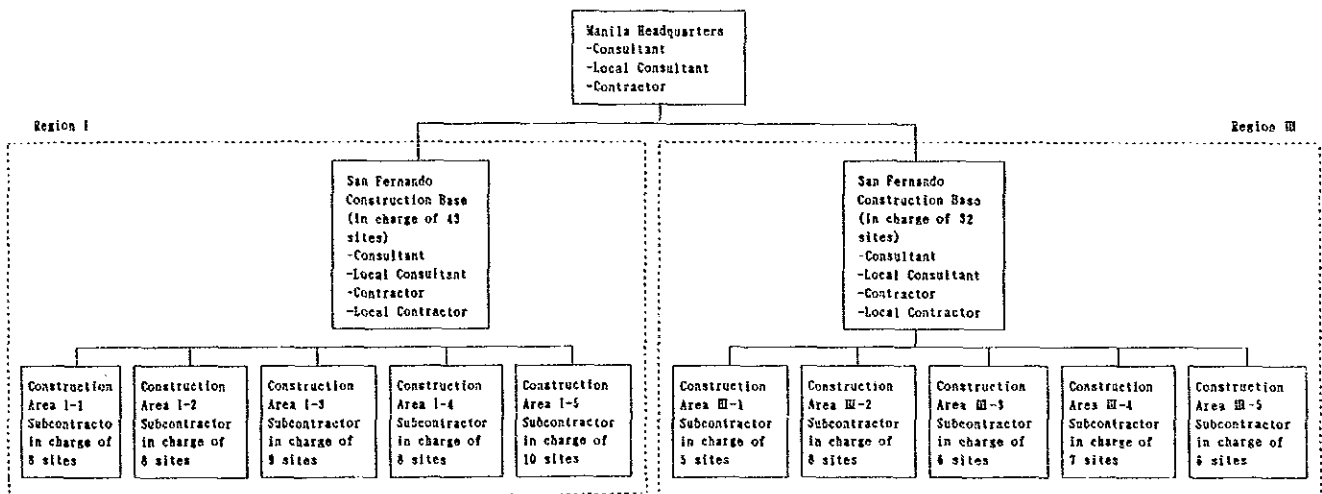 Manila Headquarters
-Consultant
-Local Consultant
-Contractor
Region I
Region Ⅲ
San Fernando
Construction Base
(In charge of 43
sites)
-Consultant
-Local Consultant
-Contractor
-Local Contractor
San Fernando
Construction Base
(In charge of 32
sites)
-Consultant
-Local Consultant
-Contractor
-Local Contractor
Construction
Area I-1
Subcontracto
in charge of
8 sites
Construction
Area I-2
Subcontractor
in charge of
8 sites
Construction
Area I-3
Subcontractor
in charge of
9 sites
Construction
Area I-4
Subcontractor
in charge of
8 sites
Construction
Area I-5
Subcontractor
in charge of
10 sites
Construction
Area Ⅲ-1
Subcontractor
in charge of
5 sites
Construction
Area Ⅲ-2
Subcontractor
in charge of
8 sites
Construction
Area Ⅲ-3
Subcontractor
in charge of
6 sites
Construction
Area Ⅲ-4
Subcontractor
in charge of
7 sites
Construction
Area Ⅲ-5
Subcontractor
in charge of
6 sites